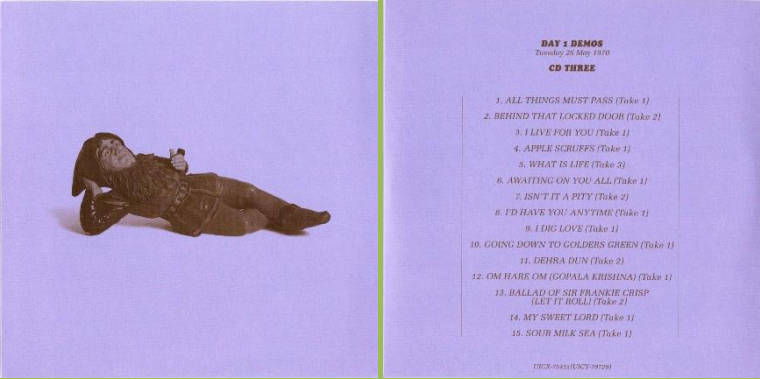 DAY 1 DEMOS
Tuesday 26 May 1970
CD THREE
1. ALL THINGS MUST PASS (Take 1)
2. BEHIND THAT LOCKED DOOR (Take 2)
3. I LIVE FOR YOU (Take 1)
4. APPLE SCRUFFS (Take 1)
5. WHAT IS LIFE (Take 3)
6. AWAITING ON YOU ALL (Take 1)
7. ISN'T IT A PITY (Take 2)
8. I'D HAVE YOU ANYTIME (Take 1)
9. I DIG LOVE (Take 1)
10. GOING DOWN TO GOLDERS GREEN (Take 1)
11. DEHRA DUN (Take 2)
12. OM HARE OM (GOPALA KRISHNA) (Take 1)
13. BALLAD OF SIR FRANKIE CRISP
(LET IT ROLL) (Take 2)
14. MY SWEET LORD (Take 1)
15. SOUR MILK SEA (Take 1)